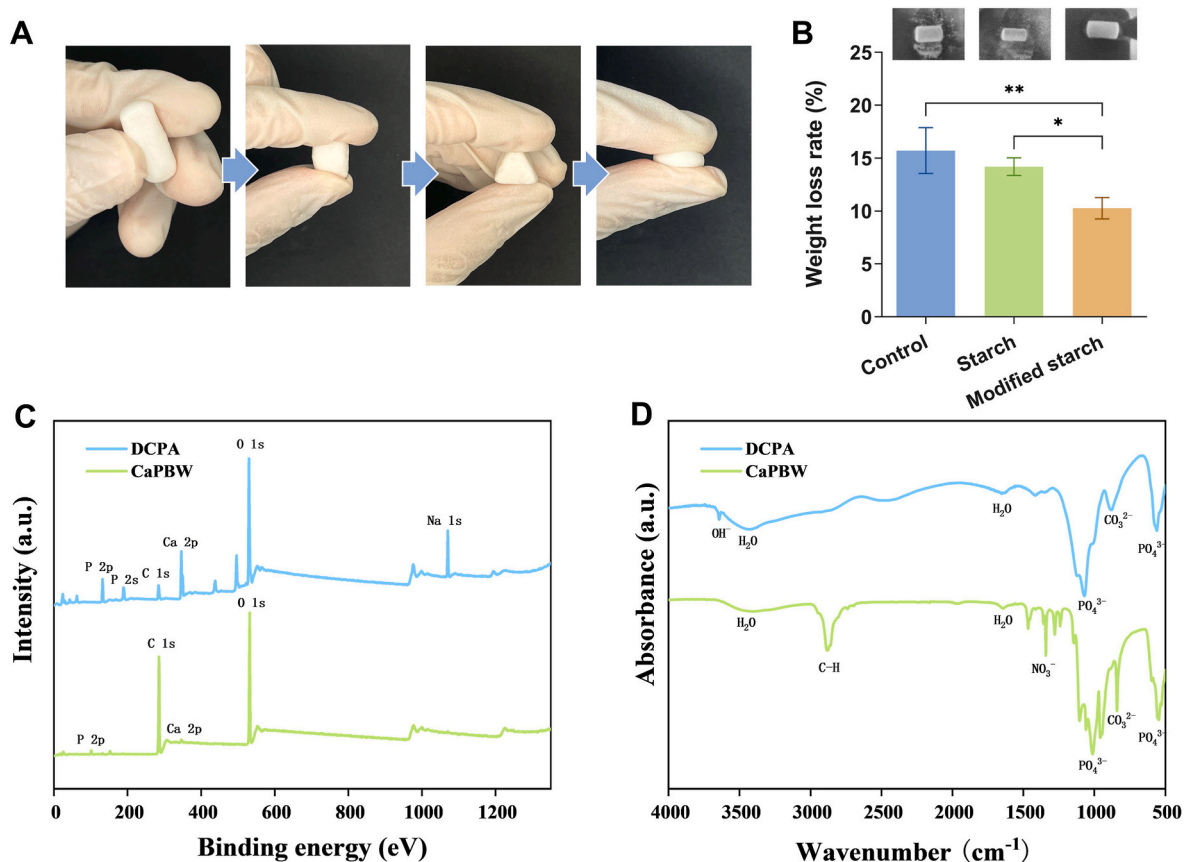 A
B
25
20
15
10
5
0
Weight loss rate (%)
**
*
Control
Starch
Modified starch
C
DCPA
CaPBW
O 1s
Na 1s
Ca 2p
P 2p
P 2s
C 1s
O 1s
C 1s
Ca 2p
P 2p
Intensity (a.u.)
0 200 400 600 800 1000 1200
Binding energy (eV)
D
DCPA
CaPBW
OH⁻
H₂O
H₂O
CO₃²⁻
PO₄³⁻
PO₄³⁻
H₂O
C-H
H₂O
NO₃⁻
CO₃²⁻
PO₄³⁻
PO₄³⁻
Absorbance (a.u.)
4000 3500 3000 2500 2000 1500 1000 500
Wavenumber (cm⁻¹)